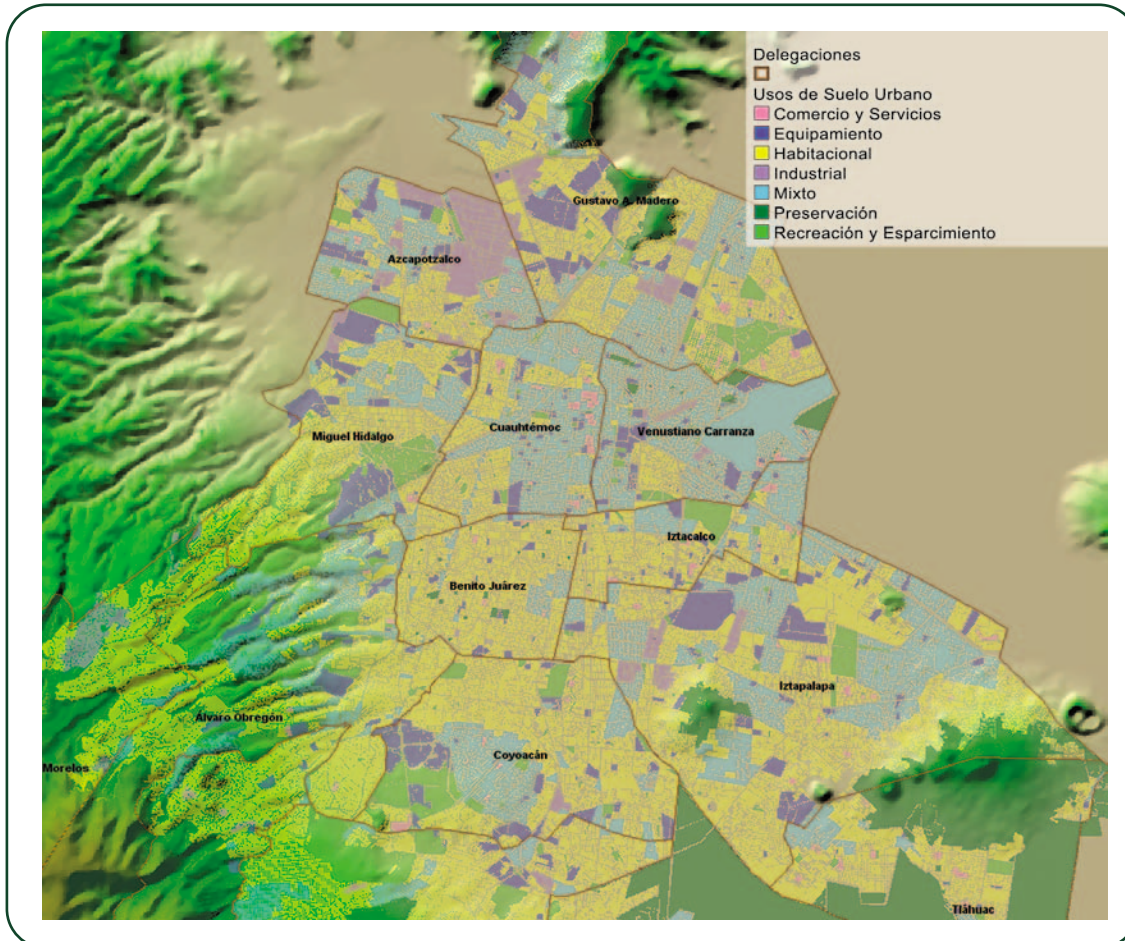 Delegaciones
Usos de Suelo Urbano
Comercio y Servicios
Equipamiento
Habitacional
Industrial
Mixto
Preservación
Recreación y Esparcimiento
Gustavo A. Madero
Azcapotzalco
Cuauhtémoc
Venustiano Carranza
Miguel Hidalgo
Iztacalco
Benito Juárez
Iztapalapa
Álvaro Obregón
Coyoacán
Morelos
Tláhuac